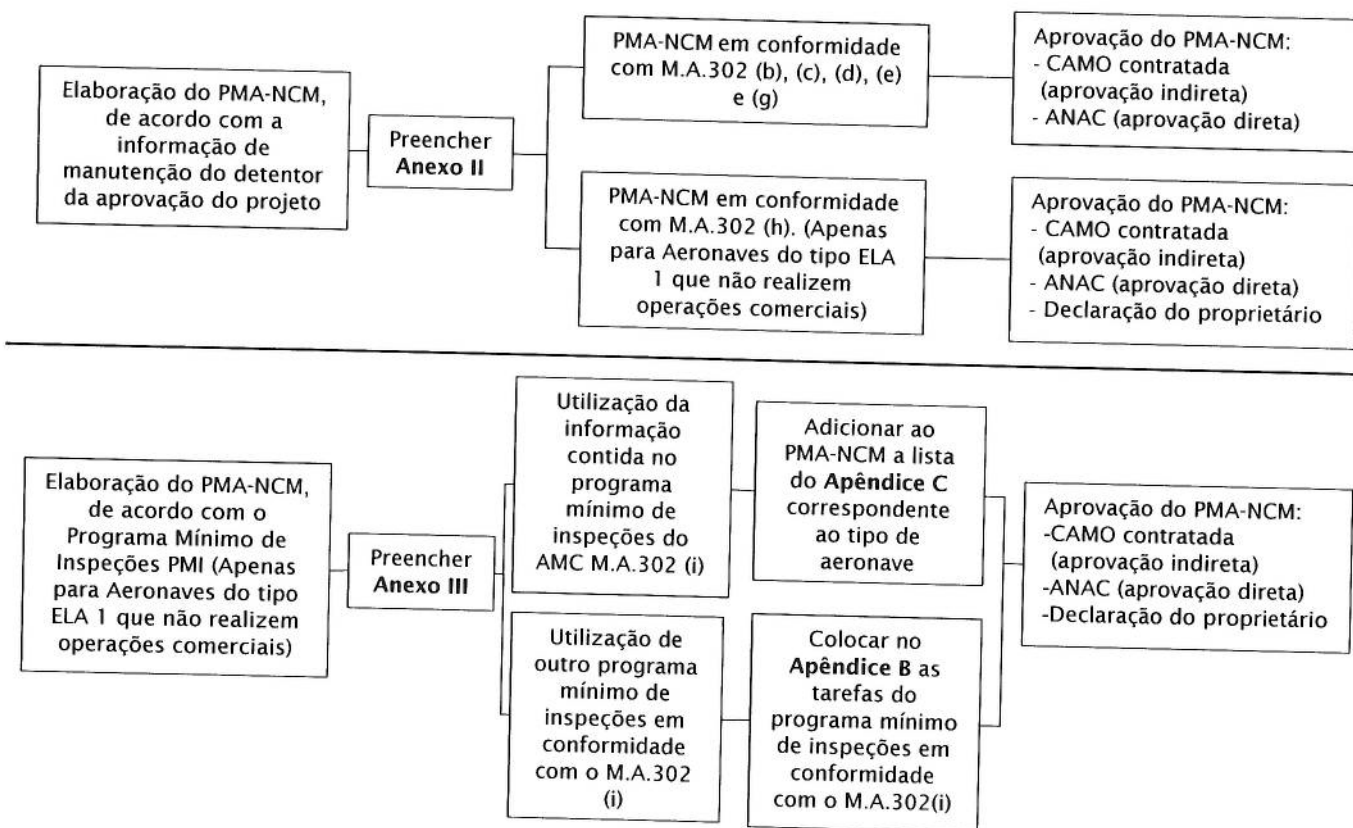 Elaboração do PMA-NCM,
de acordo com a
informação de
manutenção do detentor
da aprovação do projeto
Preencher
Anexo II
PMA-NCM em conformidade
com M.A.302 (b), (c), (d), (e)
e (g)
Aprovação do PMA-NCM:
- CAMO contratada
(aprovação indireta)
- ANAC (aprovação direta)
PMA-NCM em conformidade
com M.A.302 (h). (Apenas
para Aeronaves do tipo ELA
1 que não realizem
operações comerciais)
Aprovação do PMA-NCM:
- CAMO contratada
(aprovação indireta)
- ANAC (aprovação direta)
- Declaração do proprietário
Elaboração do PMA-NCM,
de acordo com o
Programa Mínimo de
Inspeções PMI (Apenas
para Aeronaves do tipo
ELA 1 que não realizem
operações comerciais)
Preencher
Anexo III
Utilização da
informação
contida no
programa
mínimo de
inspeções do
AMC M.A.302 (i)
Adicionar ao
PMA-NCM a lista
do Apêndice C
correspondente
ao tipo de
aeronave
Utilização de
outro programa
mínimo de
inspeções em
conformidade
com o M.A.302
(i)
Colocar no
Apêndice B as
tarefas do
programa mínimo
de inspeções em
conformidade
com o M.A.302(i)
Aprovação do PMA-NCM:
-CAMO contratada
(aprovação indireta)
-ANAC (aprovação direta)
-Declaração do proprietário